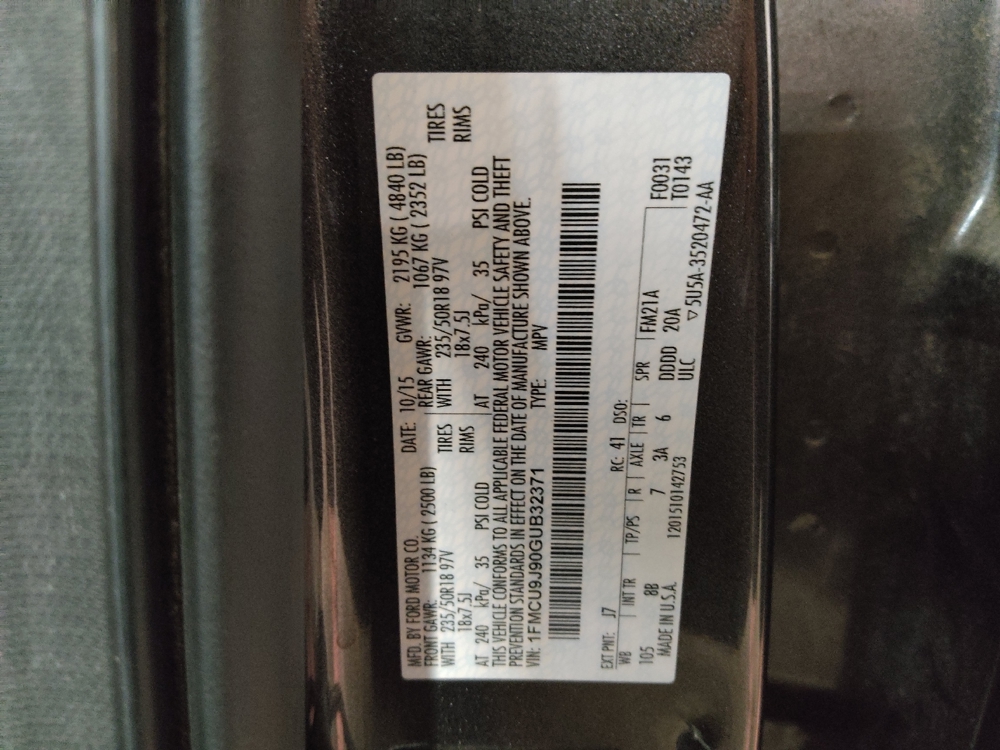 MFD. BY FORD MOTOR CO. DATE: 10/15 GVWR: 2195 KG ( 4840 LB)
FRONT GAWR: 1134 KG ( 2500 LB) REAR GAWR: 1067 KG ( 2352 LB)
WITH 235/50R18 97V TIRES WITH 235/50R18 97V TIRES
18x7.5J RIMS 18x7.5J RIMS
AT 240 kPa/ 35 PSI COLD AT 240 kPa/ 35 PSI COLD
THIS VEHICLE CONFORMS TO ALL APPLICABLE FEDERAL MOTOR VEHICLE SAFETY AND THEFT
PREVENTION STANDARDS IN EFFECT ON THE DATE OF MANUFACTURE SHOWN ABOVE.
VIN: 1FMCU9J90GUB32371 TYPE: MPV
EXT PNT: J7 RC: 41 DSO: F0031
WB INT TR TP/PS R AXLE TR SPR FM21A T0143
105 8B 7 3A 6 DDDD 20A
MADE IN U.S.A. 1201510142753 ULC ▽5U5A-3520472-AA